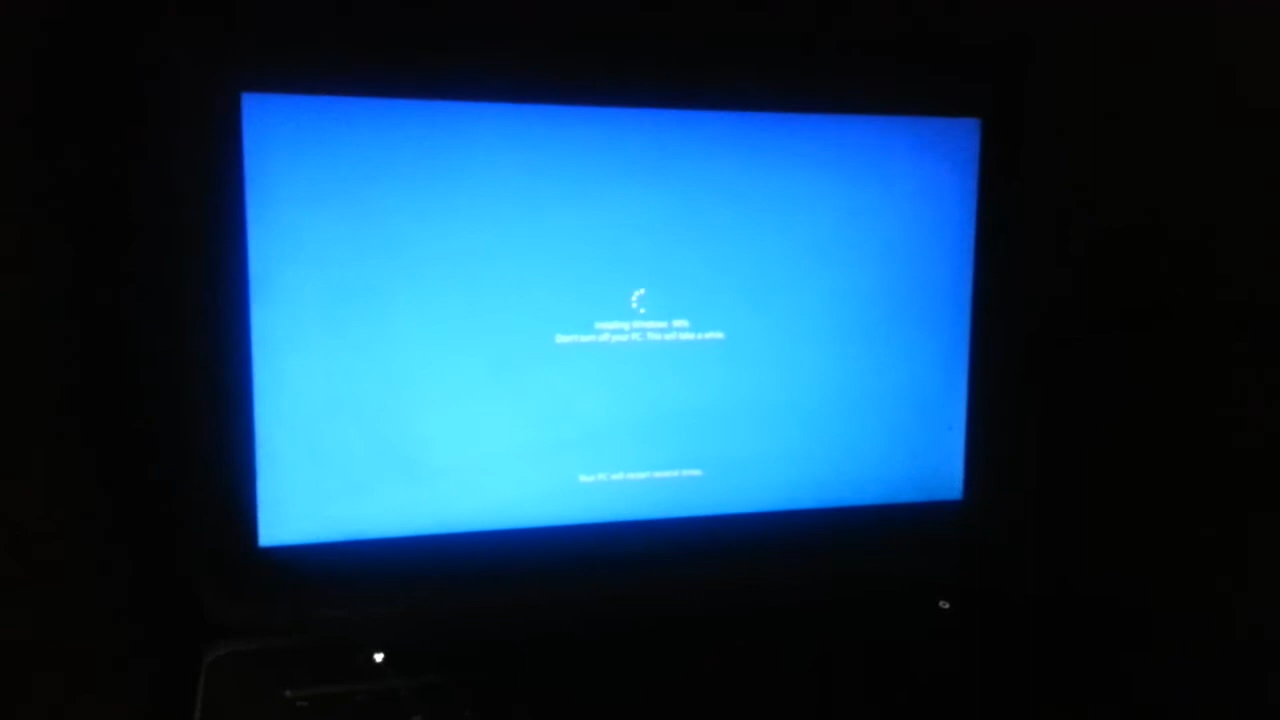 Installing Windows
Don't turn off your PC. This will take a while.
Your PC will restart several times.